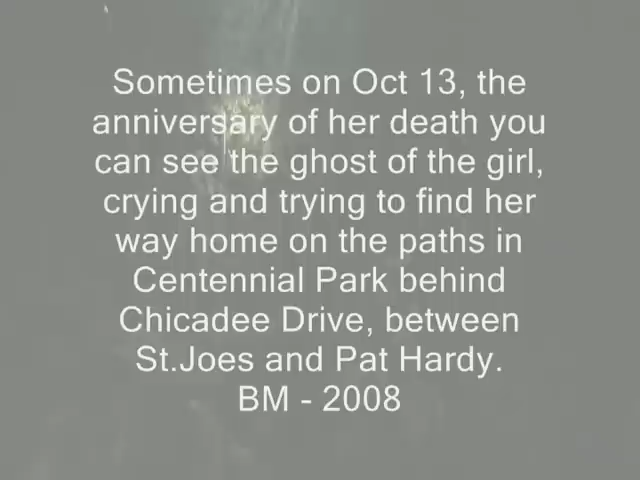 Sometimes on Oct 13, the
anniversary of her death you
can see the ghost of the girl,
crying and trying to find her
way home on the paths in
Centennial Park behind
Chicadee Drive, between
St.Joes and Pat Hardy.
BM - 2008